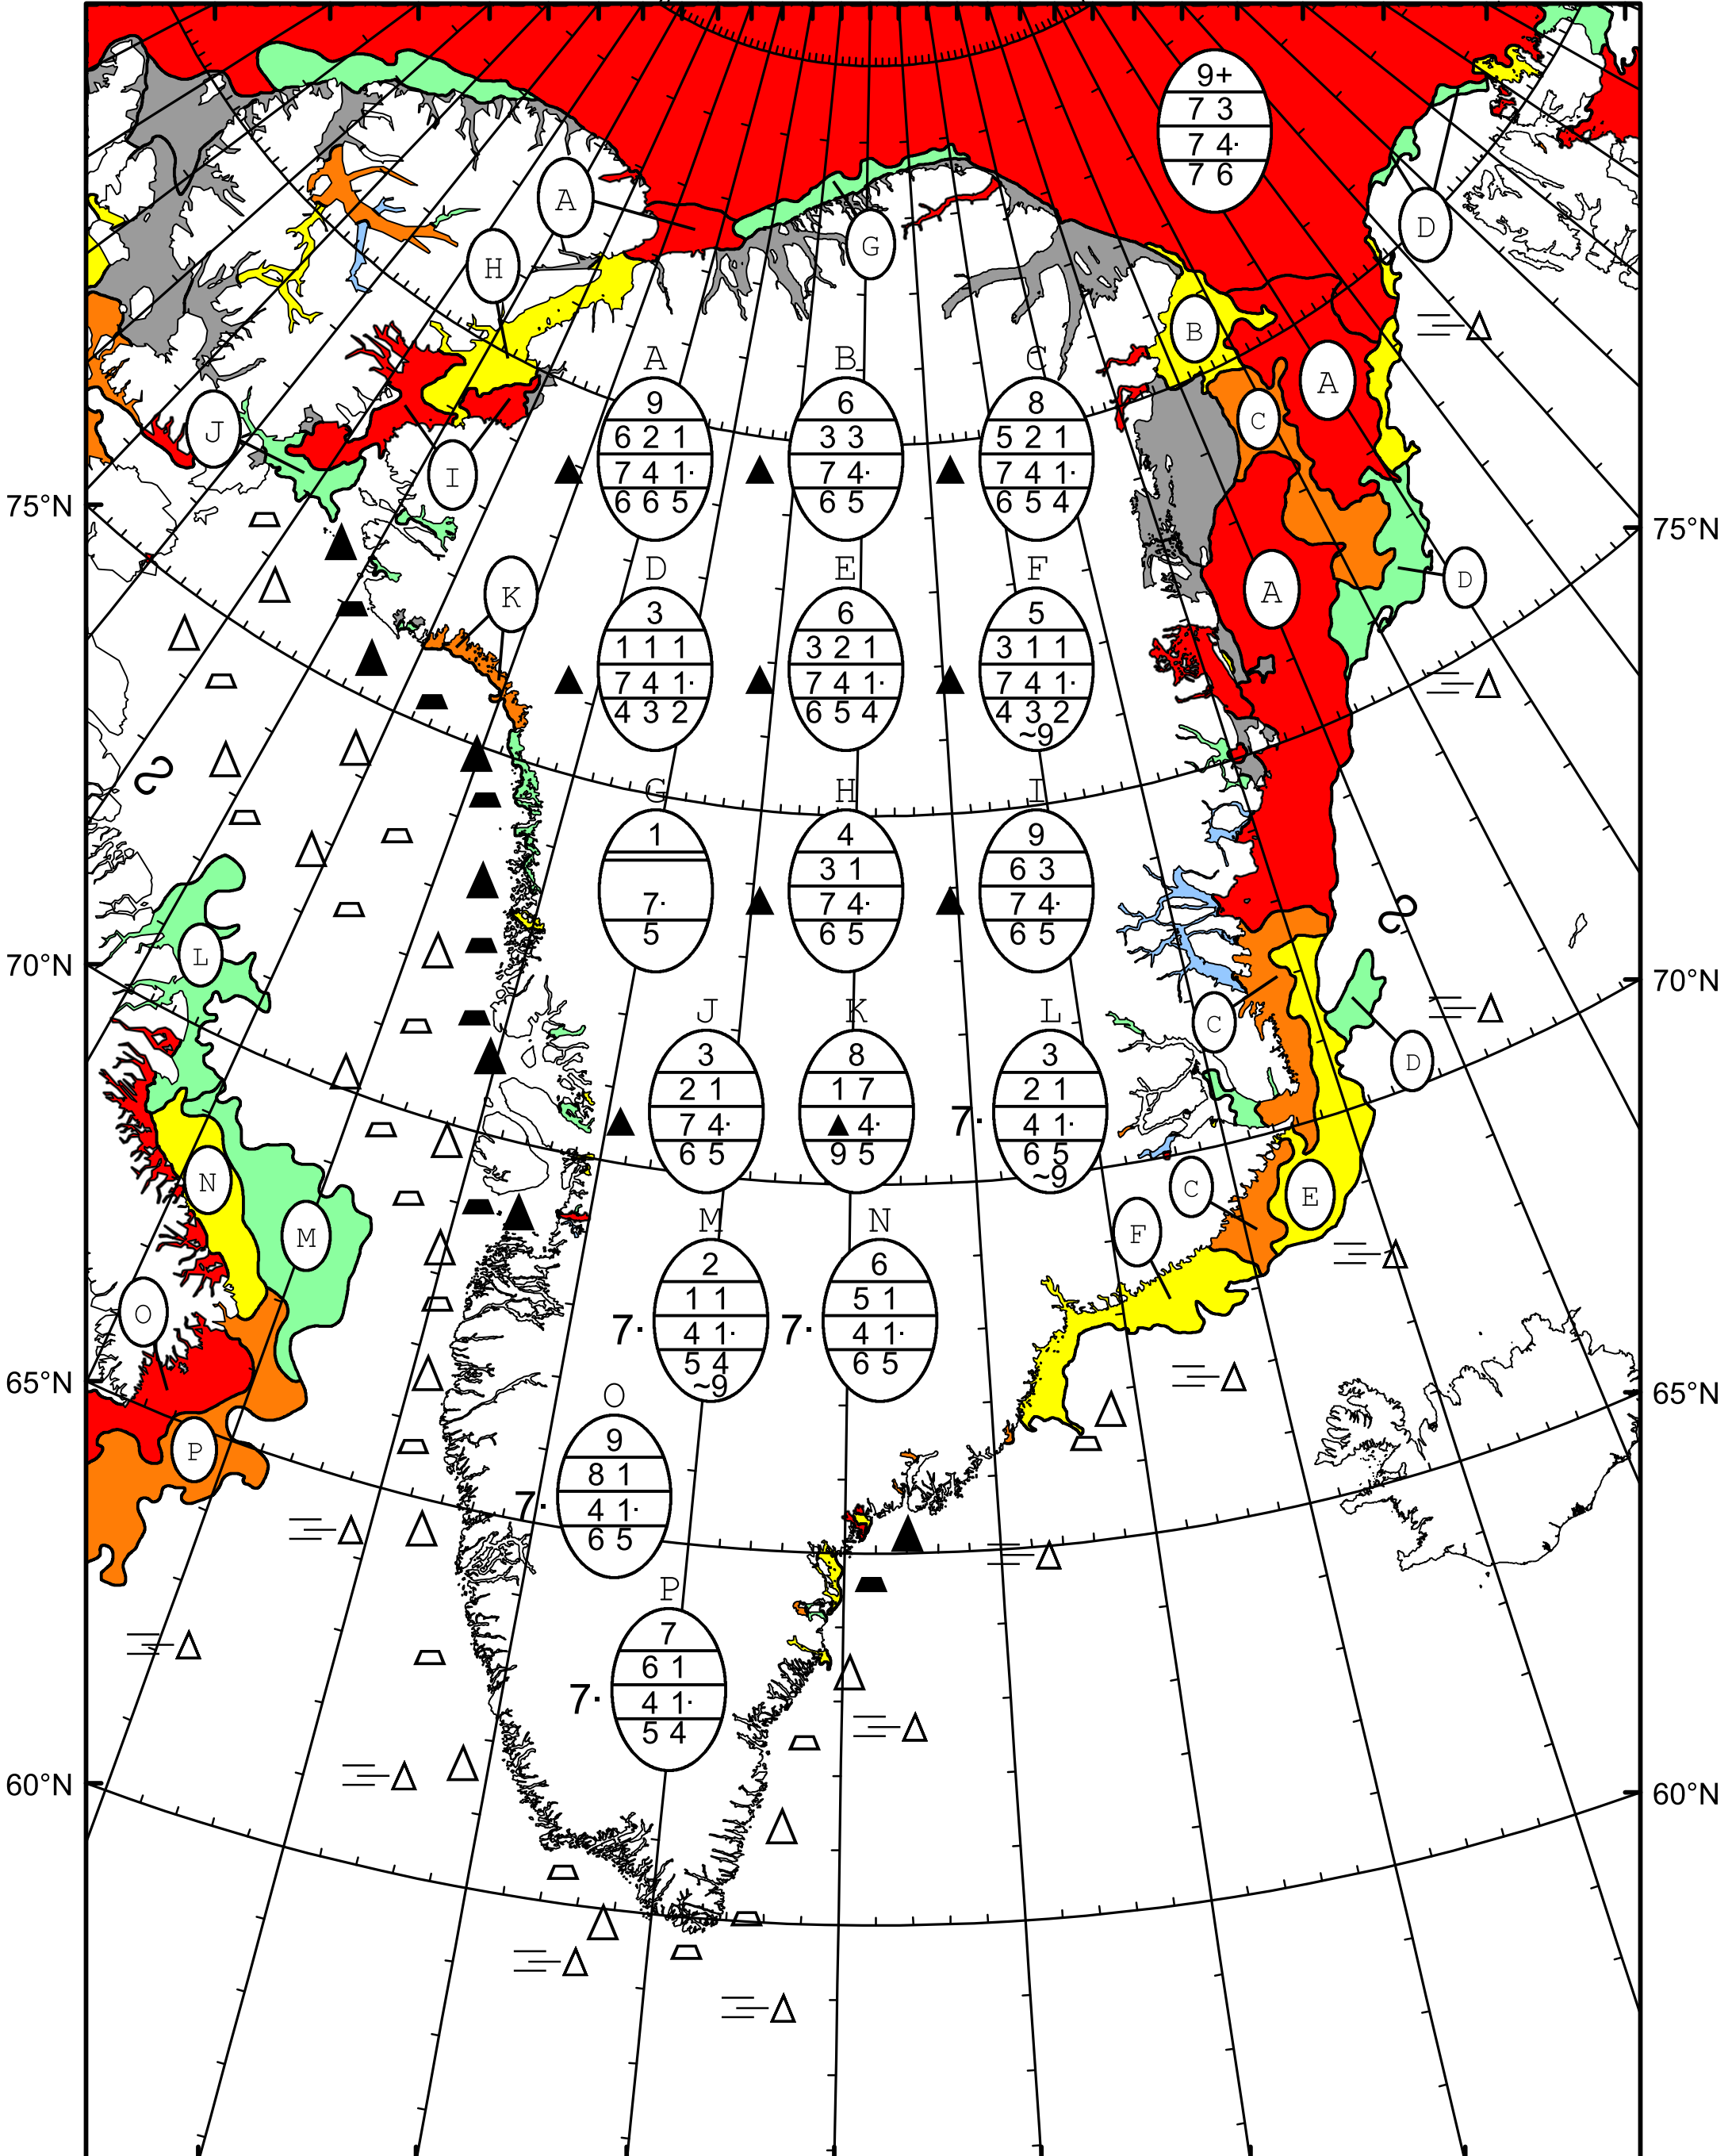 9+
7 3
7 4·
7 6
A
D
G
H
B
A
C
J
I
A B C
9 6 8
6 2 1 3 3 5 2 1
▲ 7 4 1· ▲ 7 4· ▲ 7 4 1·
6 6 5 6 5 6 5 4
75°N 75°N
D E F
K A D
3 6 5
1 1 1 3 2 1 3 1 1
▲ 7 4 1· ▲ 7 4 1· ▲ 7 4 1·
4 3 2 6 5 4 4 3 2
~9
G H I
1 4 9
3 1 6 3
7· ▲ 7 4· ▲ 7 4·
5 6 5 6 5
L
70°N 70°N
J K L
C
D
3 8 3
2 1 1 7 2 1
▲ 7 4· ▲ 4· 7· 4 1·
6 5 9 5 6 5
~9
N C E
M N
M F
2 6
1 1 5 1
O
7· 4 1· 7· 4 1·
5 4 6 5
~9
65°N 65°N
O
9
P
8 1
7· 4 1·
6 5
P
7
6 1
7· 4 1·
5 4
60°N 60°N